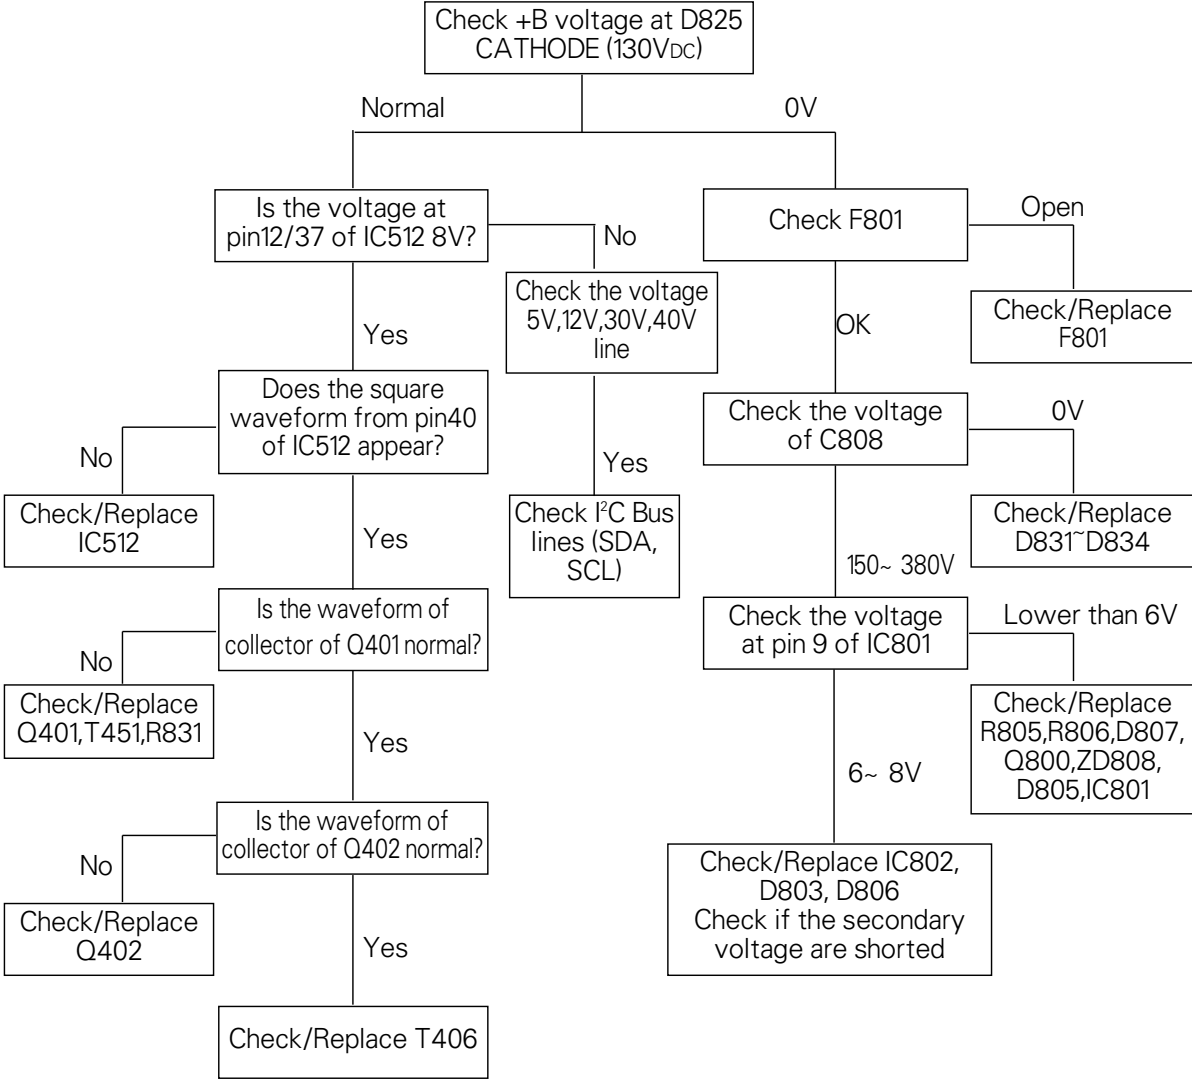 Check +B voltage at D825
CATHODE (130VDC)
Normal
0V
Is the voltage at
pin12/37 of IC512 8V?
No
Check F801
Open
Check the voltage
5V,12V,30V,40V
line
Check/Replace
F801
Yes
OK
Does the square
waveform from pin40
of IC512 appear?
No
Check the voltage
of C808
0V
Yes
Check/Replace
IC512
Check I²C Bus
lines (SDA,
SCL)
Check/Replace
D831~D834
Yes
150~ 380V
Is the waveform of
collector of Q401 normal?
No
Check the voltage
at pin 9 of IC801
Lower than 6V
Check/Replace
Q401,T451,R831
Check/Replace
R805,R806,D807,
Q800,ZD808,
D805,IC801
Yes
6~ 8V
Is the waveform of
collector of Q402 normal?
No
Check/Replace IC802,
D803, D806
Check if the secondary
voltage are shorted
Check/Replace
Q402
Yes
Check/Replace T406